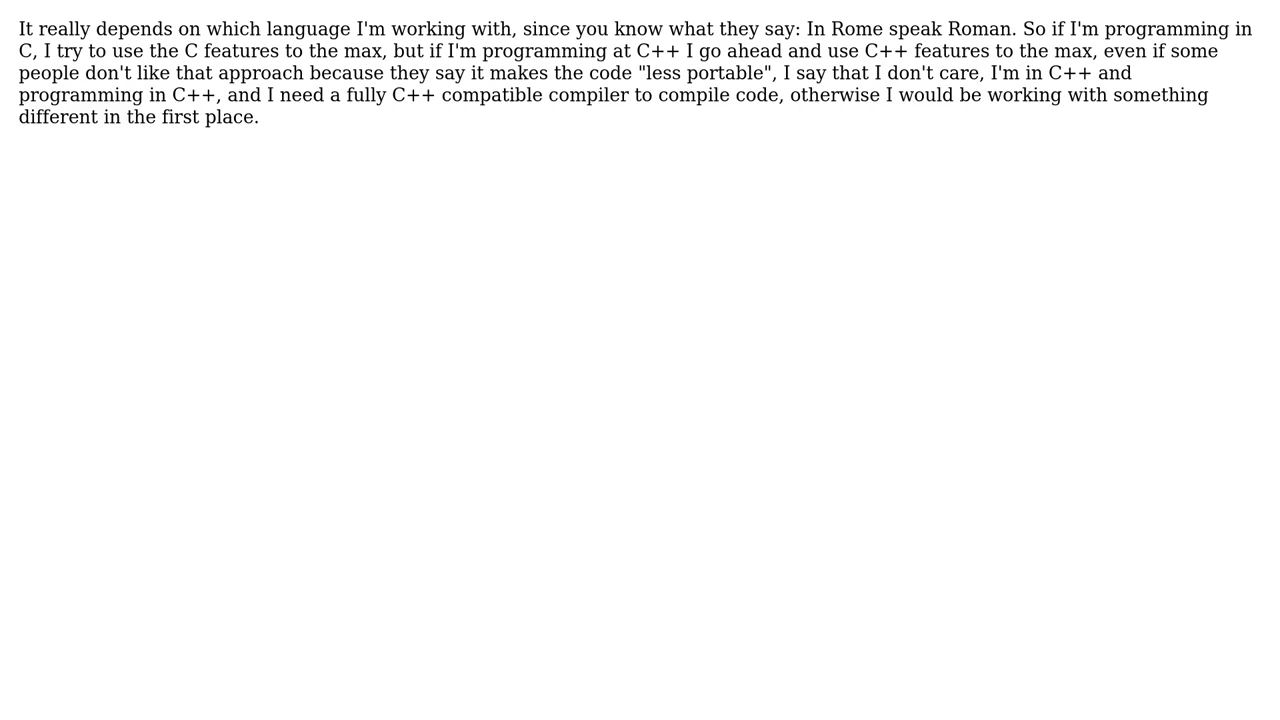 It really depends on which language I'm working with, since you know what they say: In Rome speak Roman. So if I'm programming in
C, I try to use the C features to the max, but if I'm programming at C++ I go ahead and use C++ features to the max, even if some
people don't like that approach because they say it makes the code "less portable", I say that I don't care, I'm in C++ and
programming in C++, and I need a fully C++ compatible compiler to compile code, otherwise I would be working with something
different in the first place.